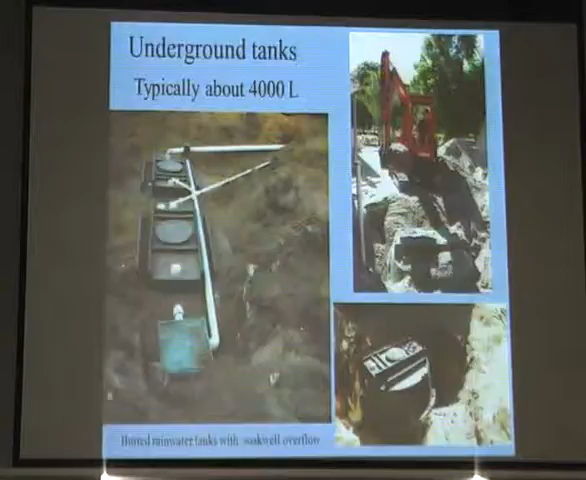 Underground tanks
Typically about 4000 L
Buried rainwater tanks with soakwell overflow